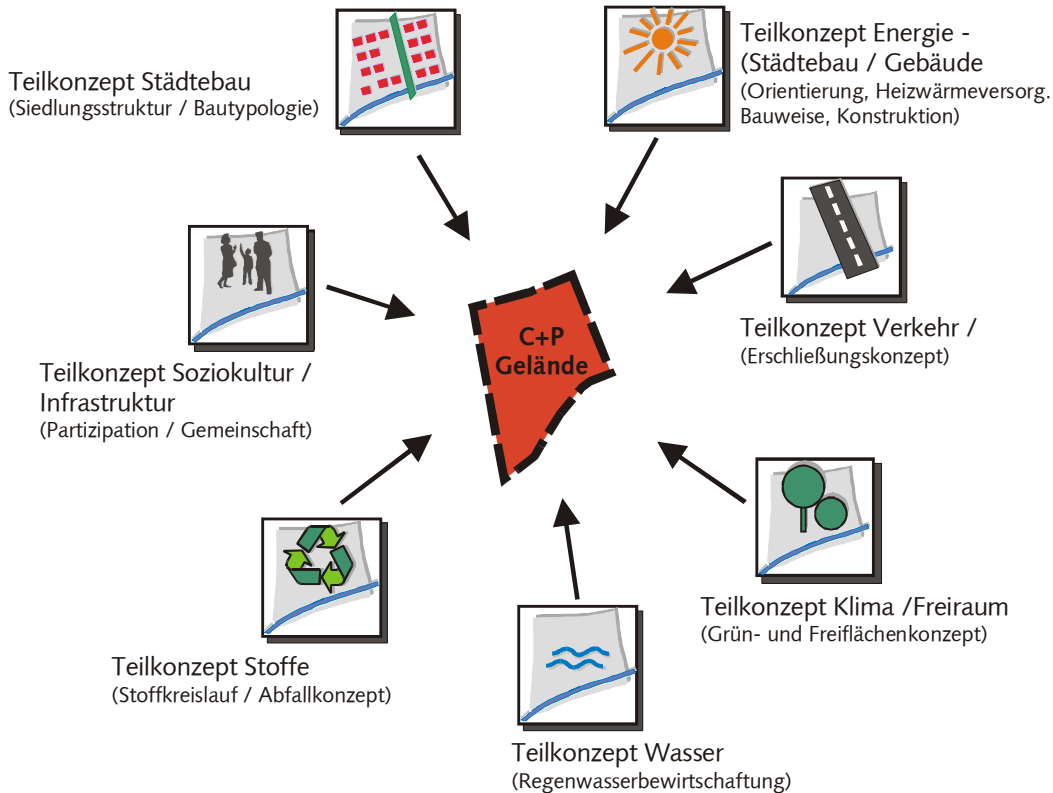 Teilkonzept Städtebau
(Siedlungsstruktur / Bautypologie)
Teilkonzept Energie -
(Städtebau / Gebäude
(Orientierung, Heizwärmeversorg.
Bauweise, Konstruktion)
Teilkonzept Verkehr /
(Erschließungskonzept)
C+P
Gelände
Teilkonzept Soziokultur /
Infrastruktur
(Partizipation / Gemeinschaft)
Teilkonzept Klima /Freiraum
(Grün- und Freiflächenkonzept)
Teilkonzept Stoffe
(Stoffkreislauf / Abfallkonzept)
Teilkonzept Wasser
(Regenwasserbewirtschaftung)